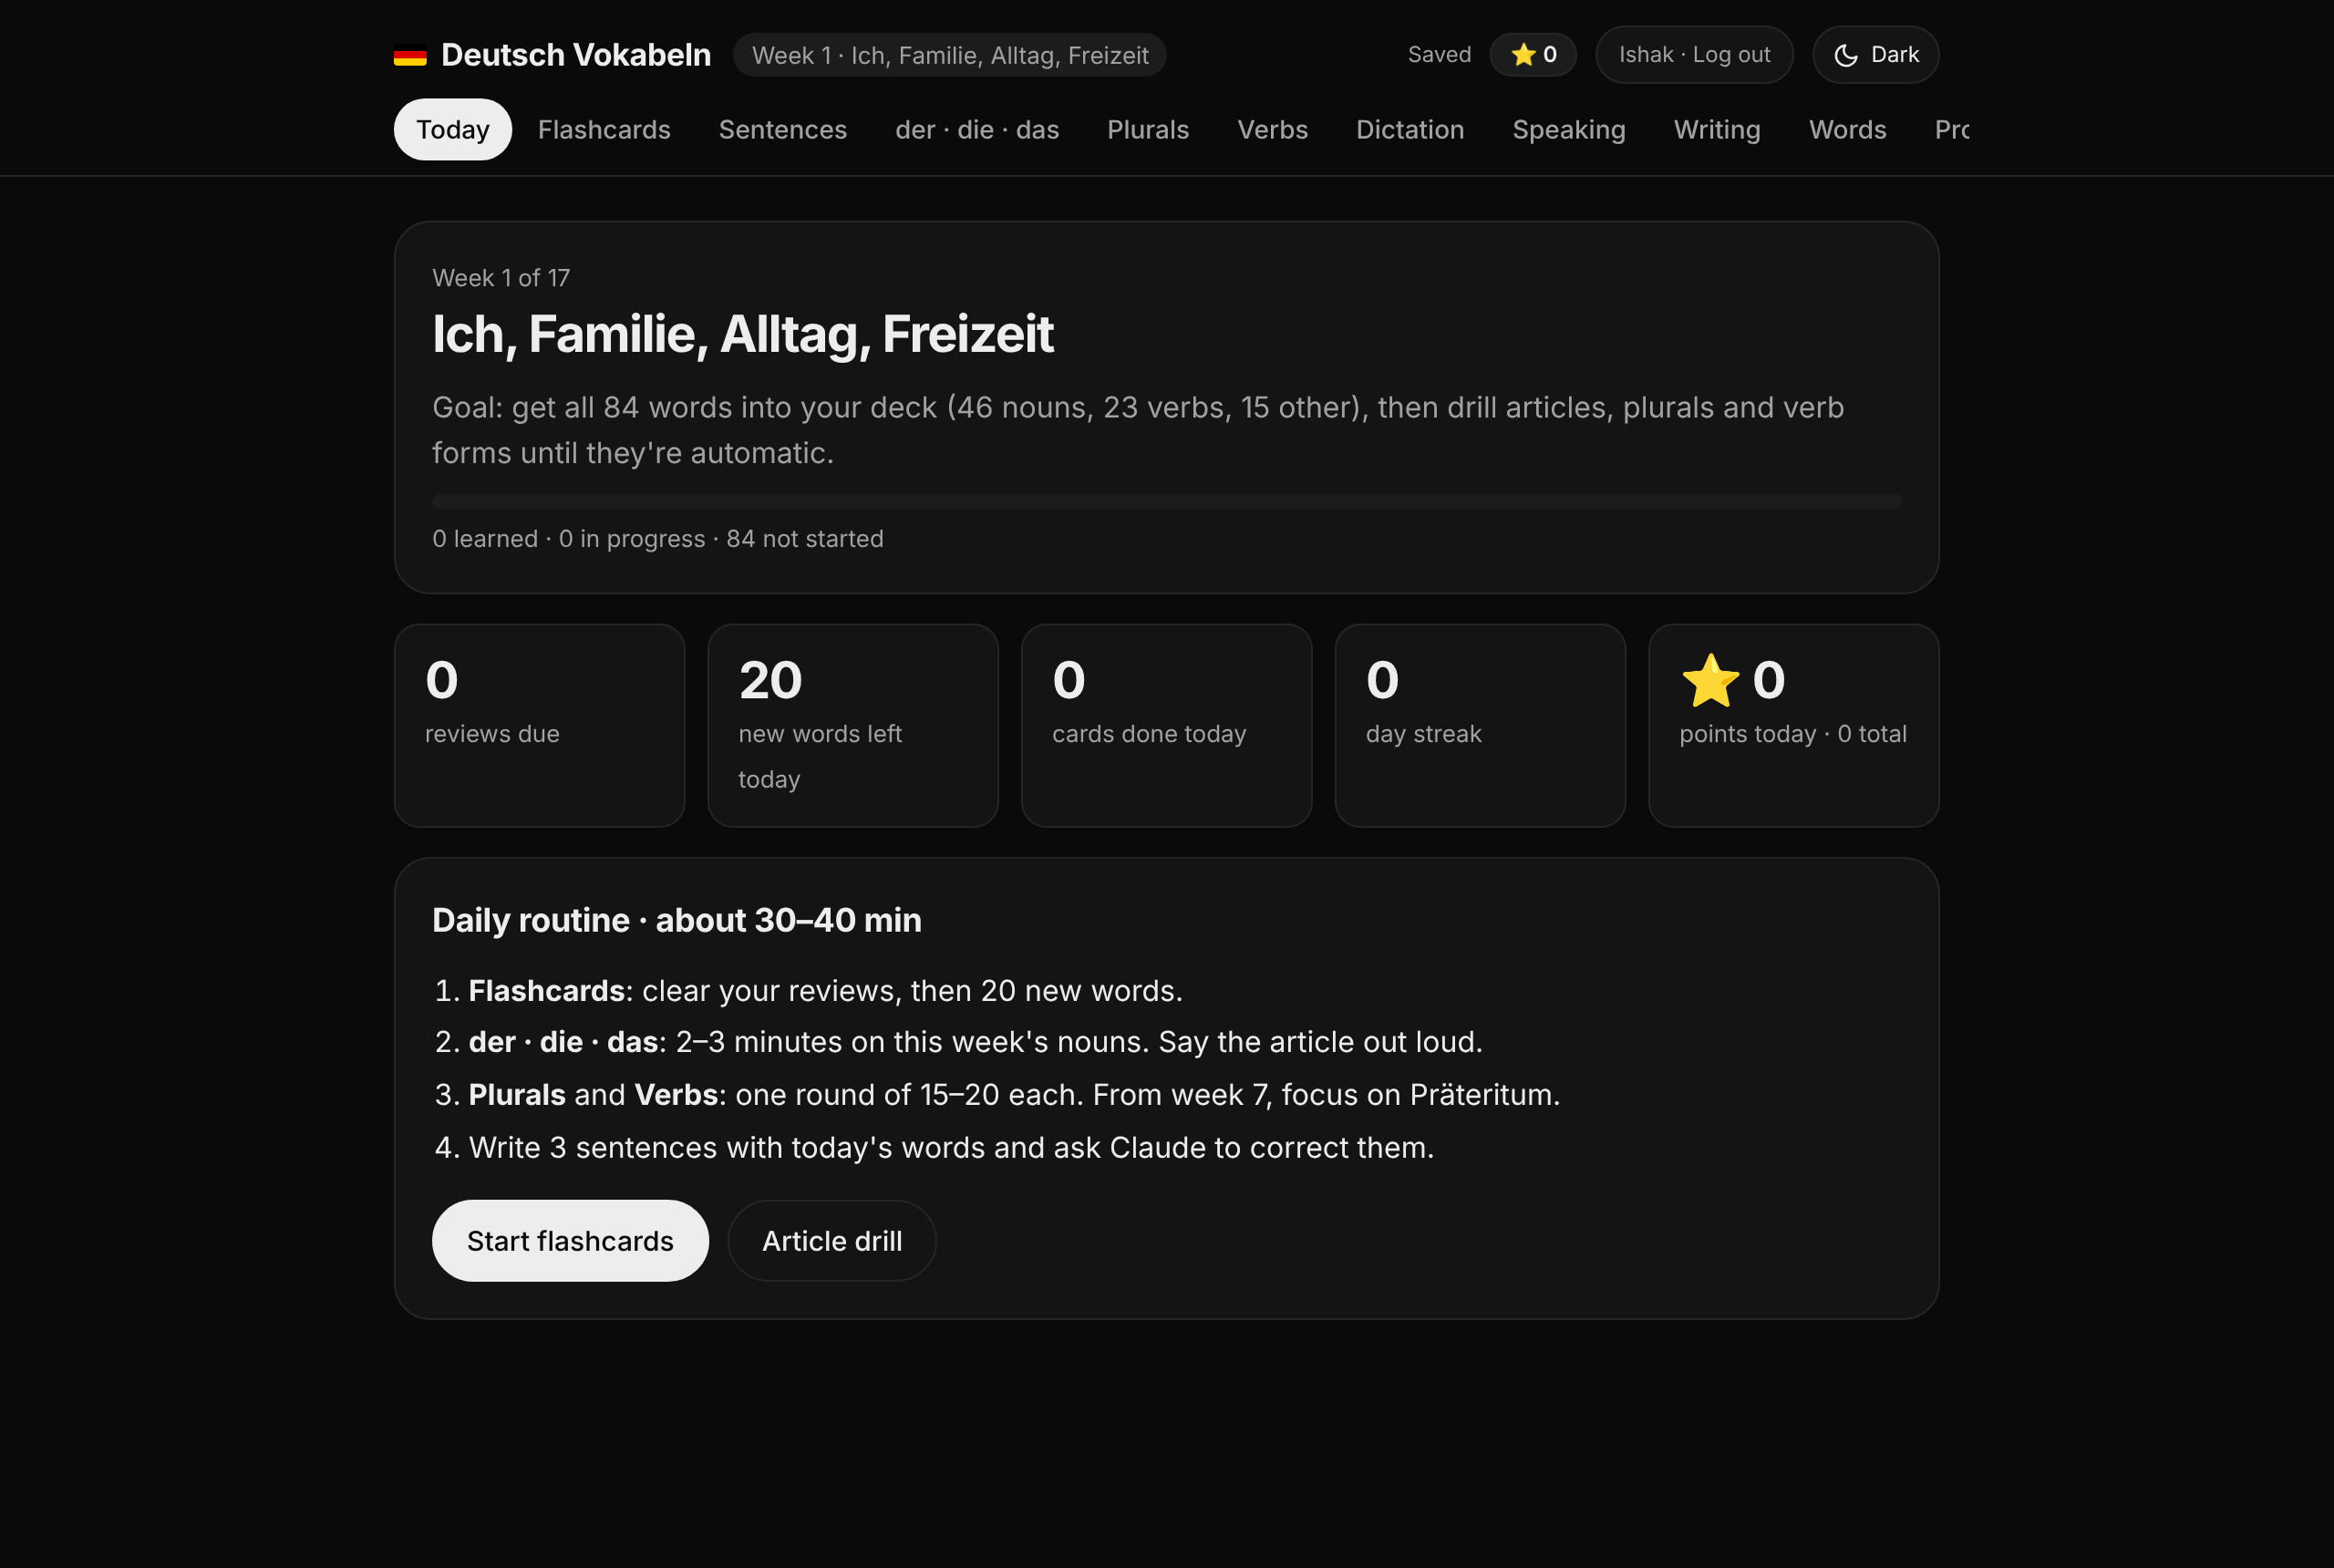 Deutsch Vokabeln
Week 1 · Ich, Familie, Alltag, Freizeit
Saved
⭐ 0
Ishak · Log out
Dark
Today
Flashcards
Sentences
der · die · das
Plurals
Verbs
Dictation
Speaking
Writing
Words
Week 1 of 17
Ich, Familie, Alltag, Freizeit
Goal: get all 84 words into your deck (46 nouns, 23 verbs, 15 other), then drill articles, plurals and verb
forms until they're automatic.
0 learned · 0 in progress · 84 not started
0
reviews due
20
new words left
today
0
cards done today
0
day streak
⭐ 0
points today · 0 total
Daily routine · about 30–40 min
1. Flashcards: clear your reviews, then 20 new words.
2. der · die · das: 2–3 minutes on this week's nouns. Say the article out loud.
3. Plurals and Verbs: one round of 15–20 each. From week 7, focus on Präteritum.
4. Write 3 sentences with today's words and ask Claude to correct them.
Start flashcards
Article drill